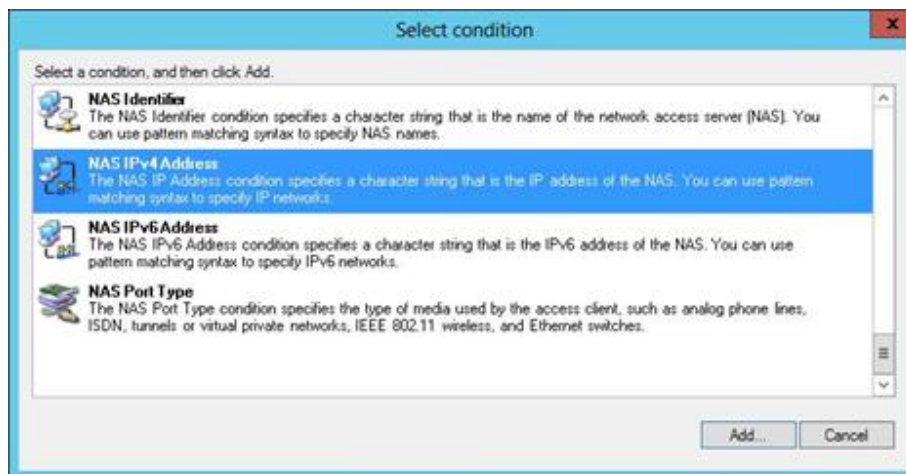 Select condition
x
Select a condition, and then click Add.
NAS Identifier
The NAS Identifier condition specifies a character string that is the name of the network access server (NAS). You
can use pattern matching syntax to specify NAS names.
NAS IPv4 Address
The NAS IP Address condition specifies a character string that is the IP address of the NAS. You can use pattern
matching syntax to specify IP networks.
NAS IPv6 Address
The NAS IPv6 Address condition specifies a character string that is the IPv6 address of the NAS. You can use
pattern matching syntax to specify IPv6 networks.
NAS Port Type
The NAS Port Type condition specifies the type of media used by the access client, such as analog phone lines,
ISDN, tunnels or virtual private networks, IEEE 802.11 wireless, and Ethernet switches.
Add... Cancel